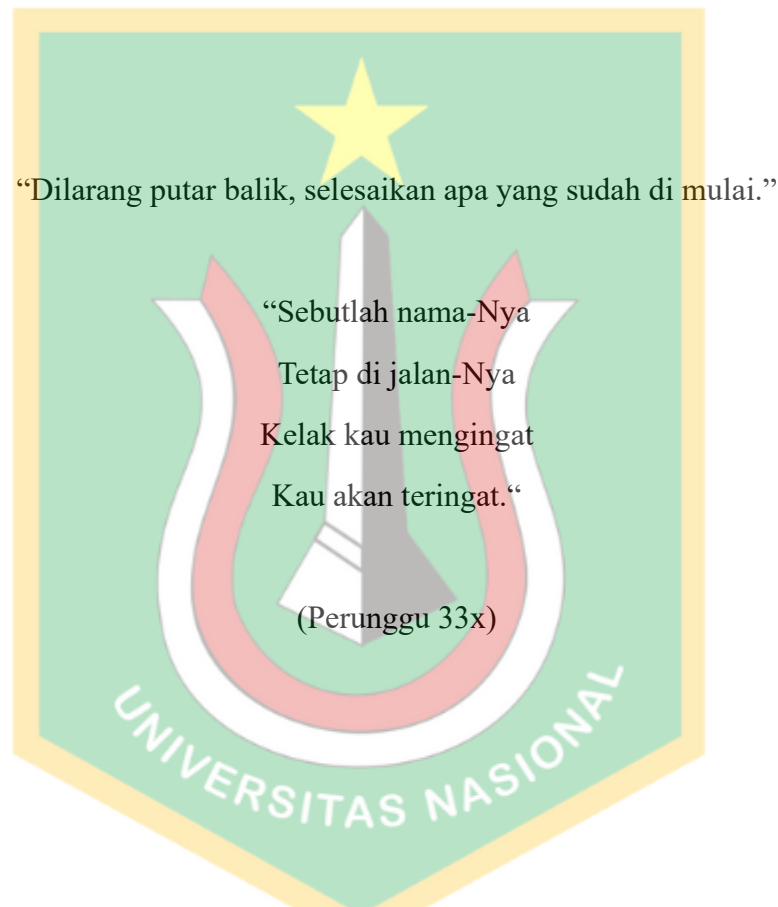 “Dilarang putar balik, selesaikan apa yang sudah di mulai.”
“Sebutlah nama-Nya
Tetap di jalan-Nya
Kelak kau mengingat
Kau akan teringat.“
(Perunggu 33x)
UNIVERSITAS NASIONAL